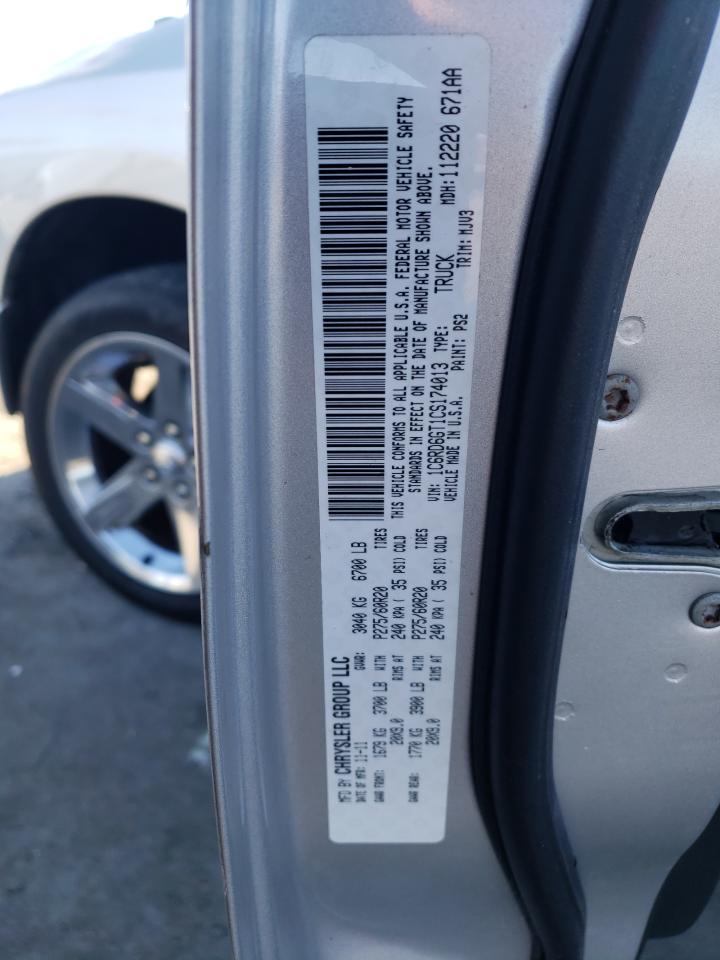 MFD BY CHRYSLER GROUP LLC
DATE OF MFR: 11-11 GVWR: 3040 KG 6700 LB
GAWR FRONT: 1679 KG 3700 LB WITH P275/60R20 TIRES
20X9.0 RIMS AT 240 KPA ( 35 PSI) COLD
GAWR REAR: 1770 KG 3900 LB WITH P275/60R20 TIRES
20X9.0 RIMS AT 240 KPA ( 35 PSI) COLD
THIS VEHICLE CONFORMS TO ALL APPLICABLE U.S.A. FEDERAL MOTOR VEHICLE SAFETY
STANDARDS IN EFFECT ON THE DATE OF MANUFACTURE SHOWN ABOVE.
VIN: 1C6RD6GT1CS174013 TYPE: TRUCK MDH: 112220 671AA
VEHICLE MADE IN U.S.A. PAINT: PS2 TRIM: MJV3